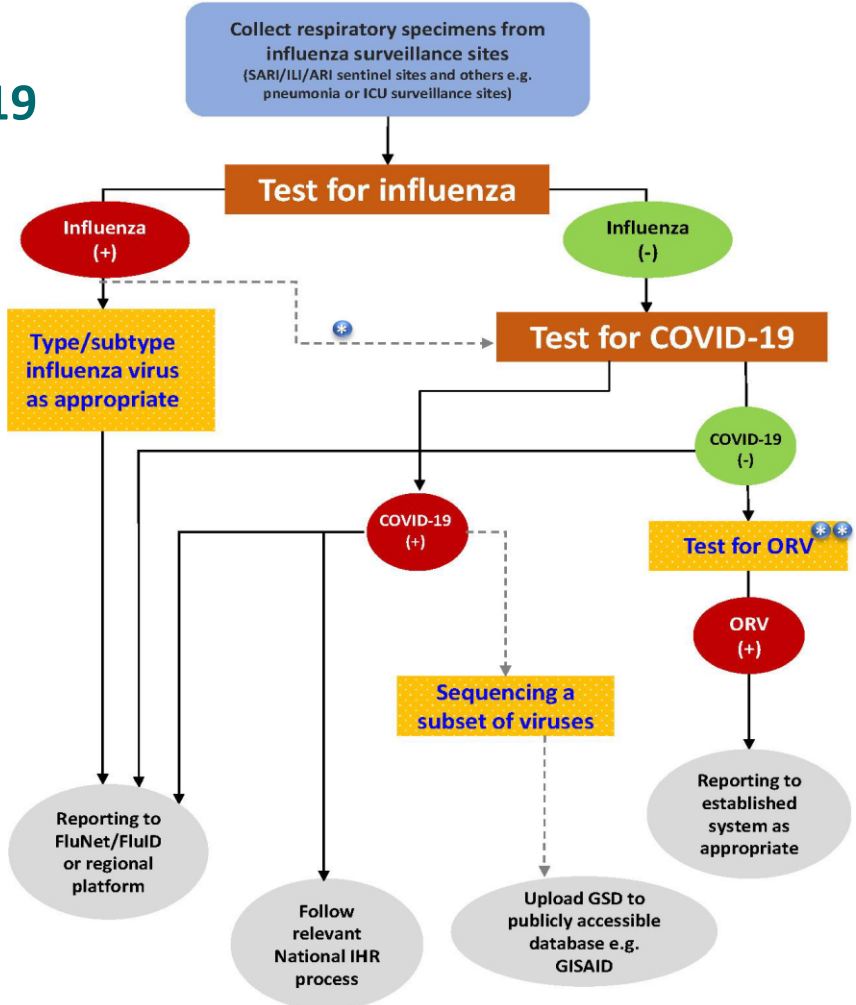 Collect respiratory specimens from
influenza surveillance sites
(SARI/ILI/ARI sentinel sites and others e.g.
pneumonia or ICU surveillance sites)
19
Test for influenza
Influenza
(+)
Influenza
(-)
*
Type/subtype
influenza virus
as appropriate
Test for COVID-19
COVID-19
(-)
COVID-19
(+)
Test for ORV**
ORV
(+)
Sequencing a
subset of viruses
Reporting to
FluNet/FluID
or regional
platform
Reporting to
established
system as
appropriate
Follow
relevant
National IHR
process
Upload GSD to
publicly accessible
database e.g.
GISAID